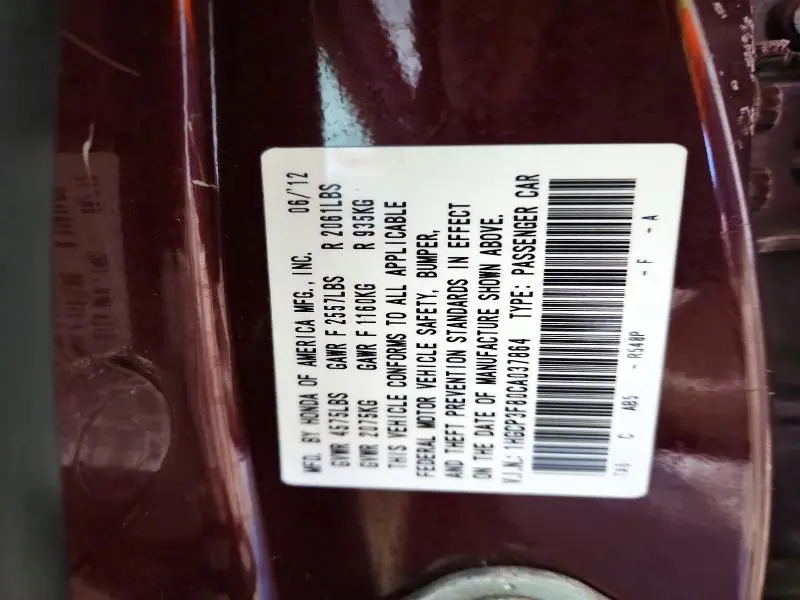 MFD. BY HONDA OF AMERICA MFG., INC. 06/12
GVWR 4575LBS GAWR F 2557LBS R 2061LBS
GVWR 2075KG GAWR F 1160KG R 935KG
THIS VEHICLE CONFORMS TO ALL APPLICABLE
FEDERAL MOTOR VEHICLE SAFETY, BUMPER,
AND THEFT PREVENTION STANDARDS IN EFFECT
ON THE DATE OF MANUFACTURE SHOWN ABOVE.
V.I.N.: 1HGCP3F80CA037864 TYPE: PASSENGER CAR
C AB5 - R548P - F - A